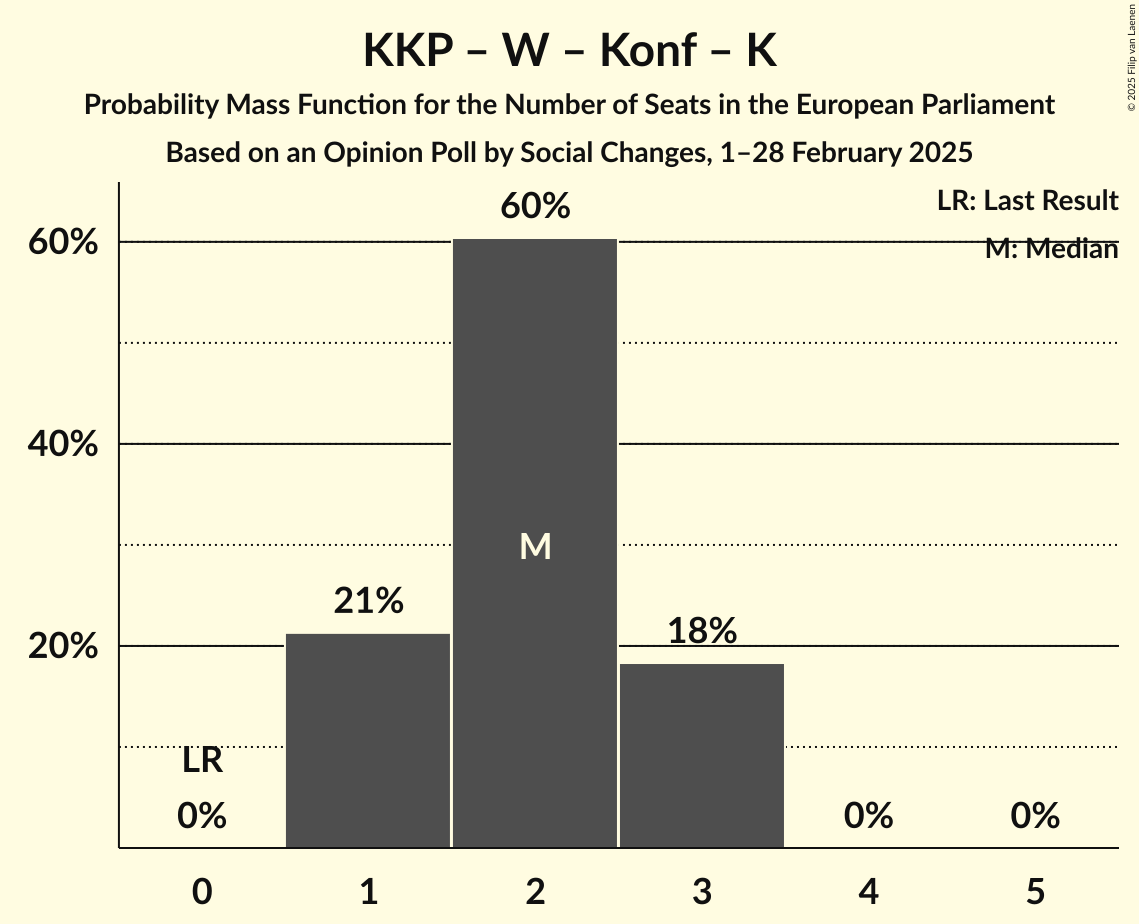 KKP – W – Konf – K
Probability Mass Function for the Number of Seats in the European Parliament
Based on an Opinion Poll by Social Changes, 1–28 February 2025
© 2025 Filip van Laenen
LR: Last Result
M: Median
60%
40%
20%
60%
M
21%
18%
LR
0%
0%
0%
0
1
2
3
4
5